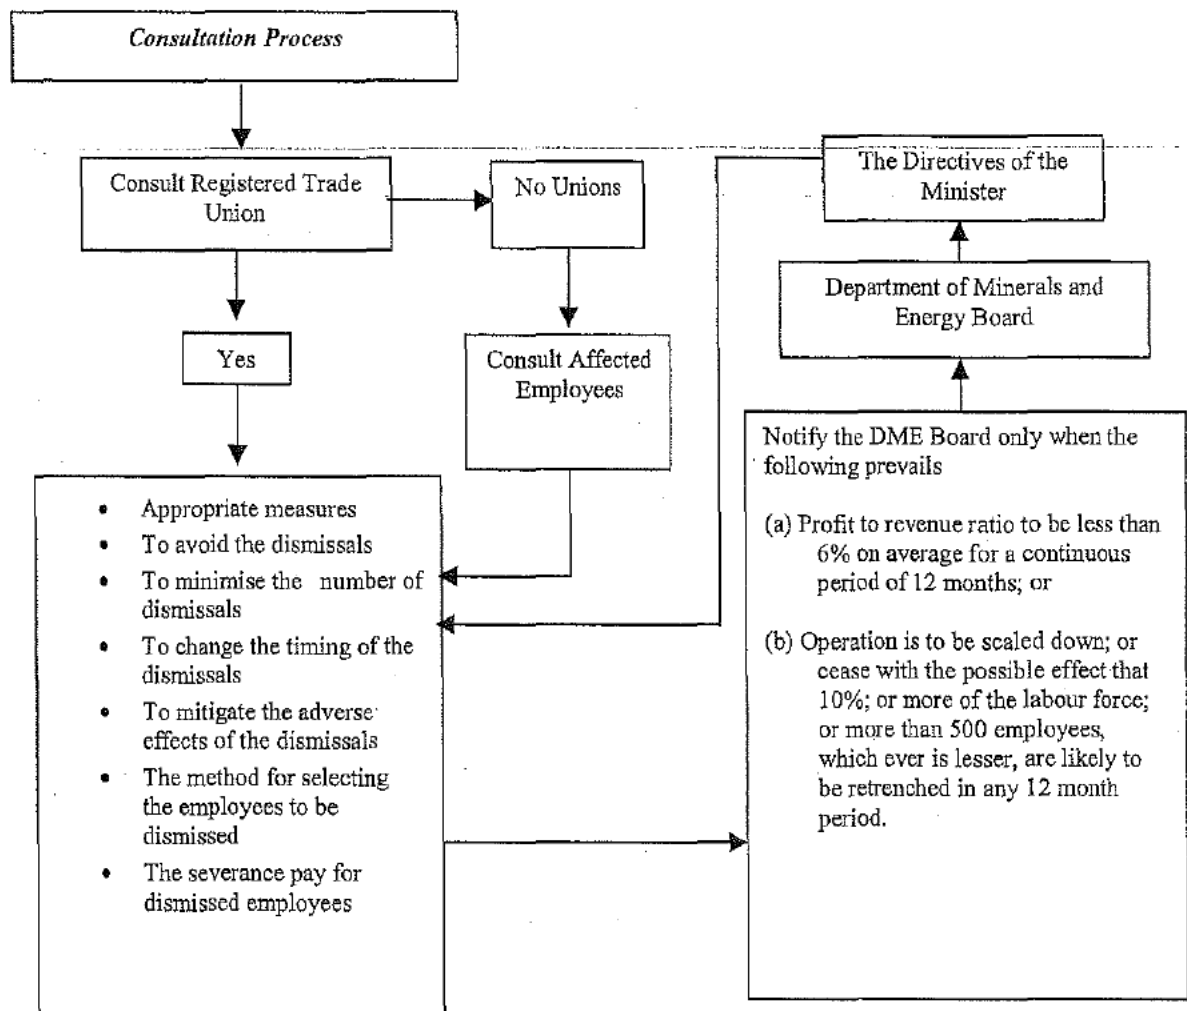 Consultation Process
Consult Registered Trade
Union
No Unions
The Directives of the
Minister
Department of Minerals and
Energy Board
Yes
Consult Affected
Employees
• Appropriate measures
• To avoid the dismissals
• To minimise the number of
dismissals
• To change the timing of the
dismissals
• To mitigate the adverse
effects of the dismissals
• The method for selecting
the employees to be
dismissed
• The severance pay for
dismissed employees
Notify the DME Board only when the
following prevails
(a) Profit to revenue ratio to be less than
6% on average for a continuous
period of 12 months; or
(b) Operation is to be scaled down; or
cease with the possible effect that
10%; or more of the labour force;
or more than 500 employees,
which ever is lesser, are likely to
be retrenched in any 12 month
period.